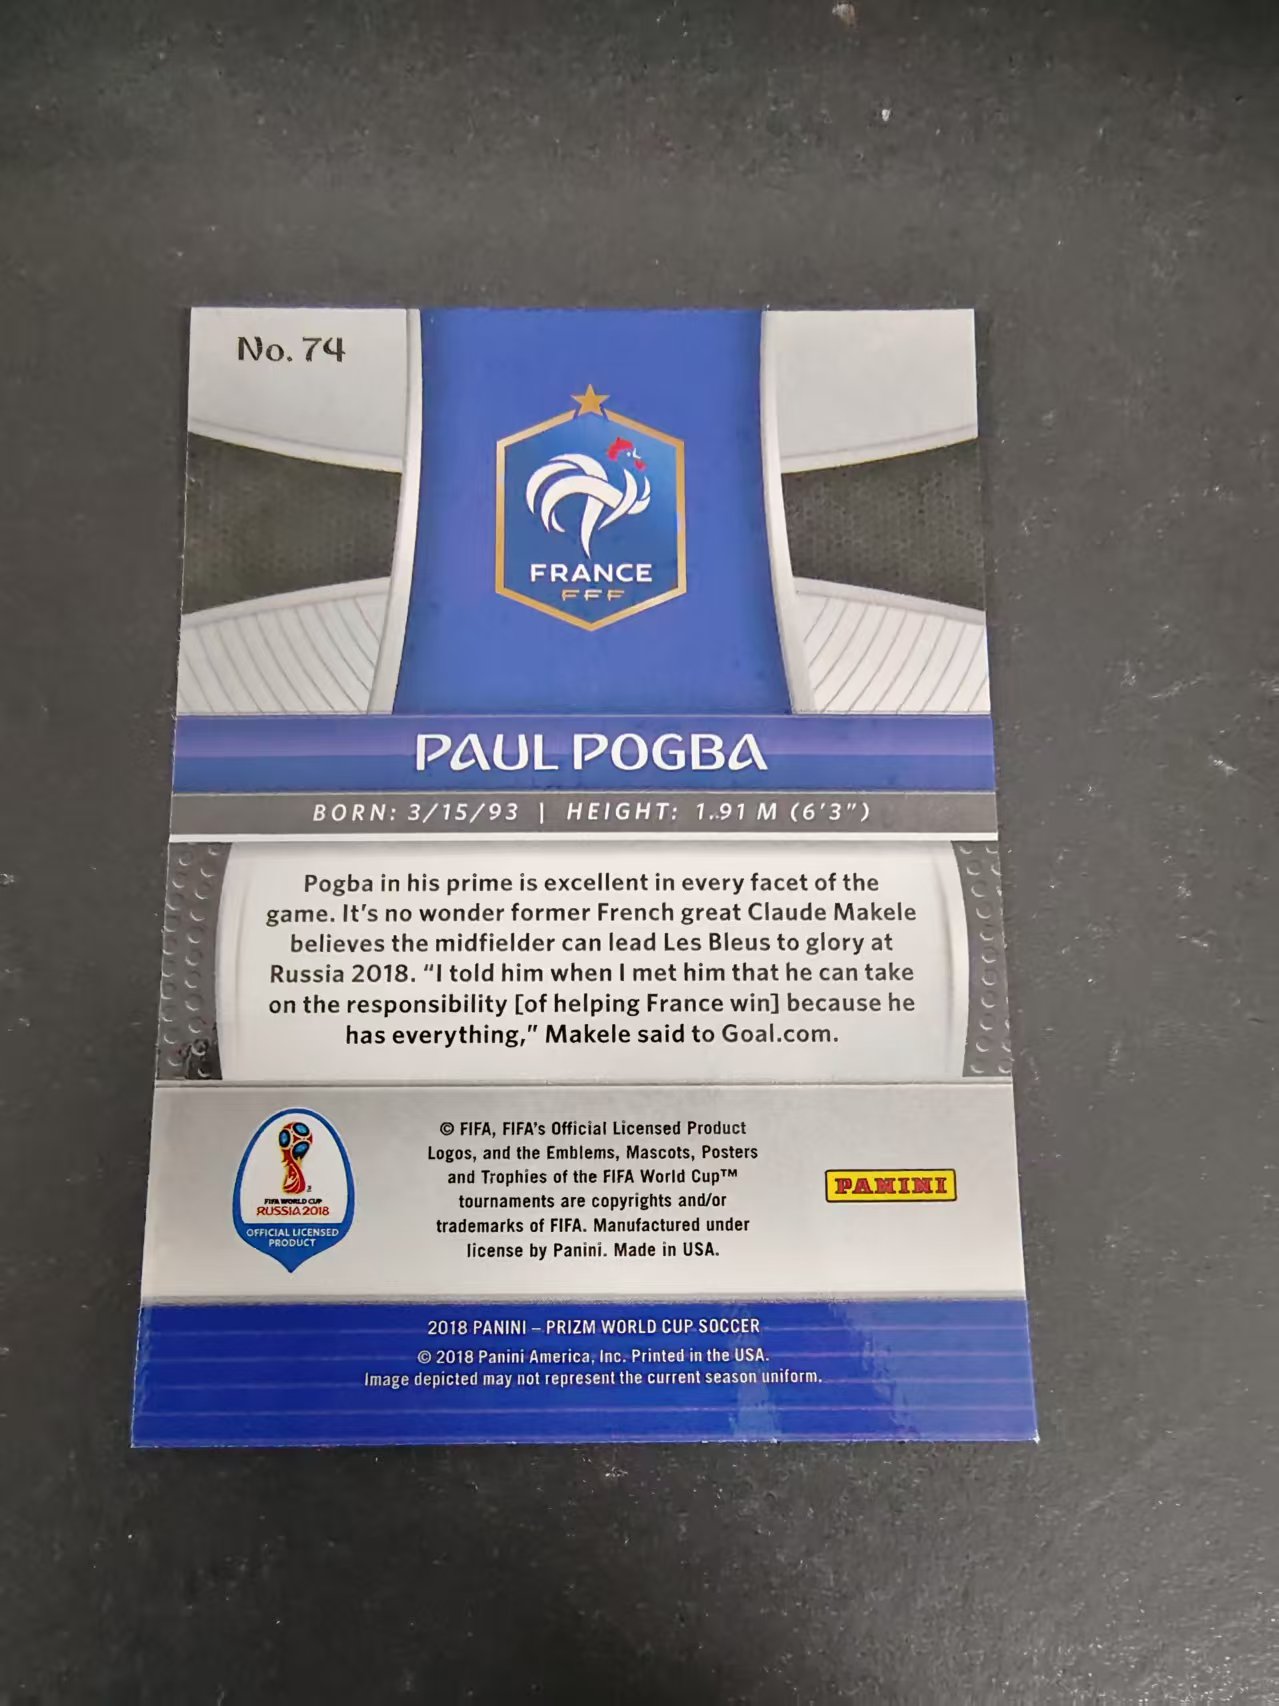 No. 74
FRANCE
FFF
PAUL POGBA
BORN: 3/15/93 | HEIGHT: 1.91 M (6'3")
Pogba in his prime is excellent in every facet of the
game. It's no wonder former French great Claude Makele
believes the midfielder can lead Les Bleus to glory at
Russia 2018. “I told him when I met him that he can take
on the responsibility [of helping France win] because he
has everything,” Makele said to Goal.com.
FIFA WORLD CUP
RUSSIA 2018
OFFICIAL LICENSED
PRODUCT
© FIFA, FIFA's Official Licensed Product
Logos, and the Emblems, Mascots, Posters
and Trophies of the FIFA World Cup™
tournaments are copyrights and/or
trademarks of FIFA. Manufactured under
license by Panini. Made in USA.
PANINI
2018 PANINI – PRIZM WORLD CUP SOCCER
© 2018 Panini America, Inc. Printed in the USA.
Image depicted may not represent the current season uniform.